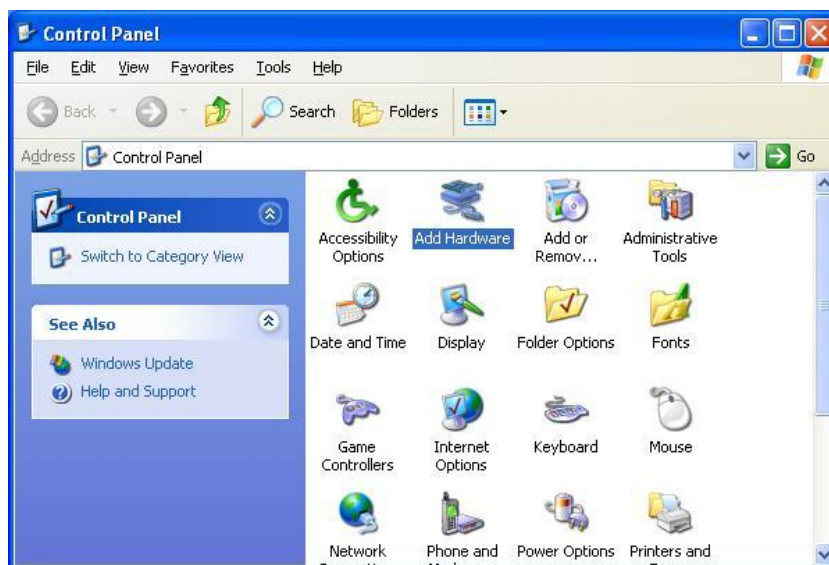 Control Panel
File Edit View Favorites Tools Help
Back Search Folders
Address Control Panel Go
Control Panel
Switch to Category View
See Also
Windows Update
Help and Support
Accessibility Options
Add Hardware
Add or Remov...
Administrative Tools
Date and Time
Display
Folder Options
Fonts
Game Controllers
Internet Options
Keyboard
Mouse
Network
Phone and
Power Options
Printers and